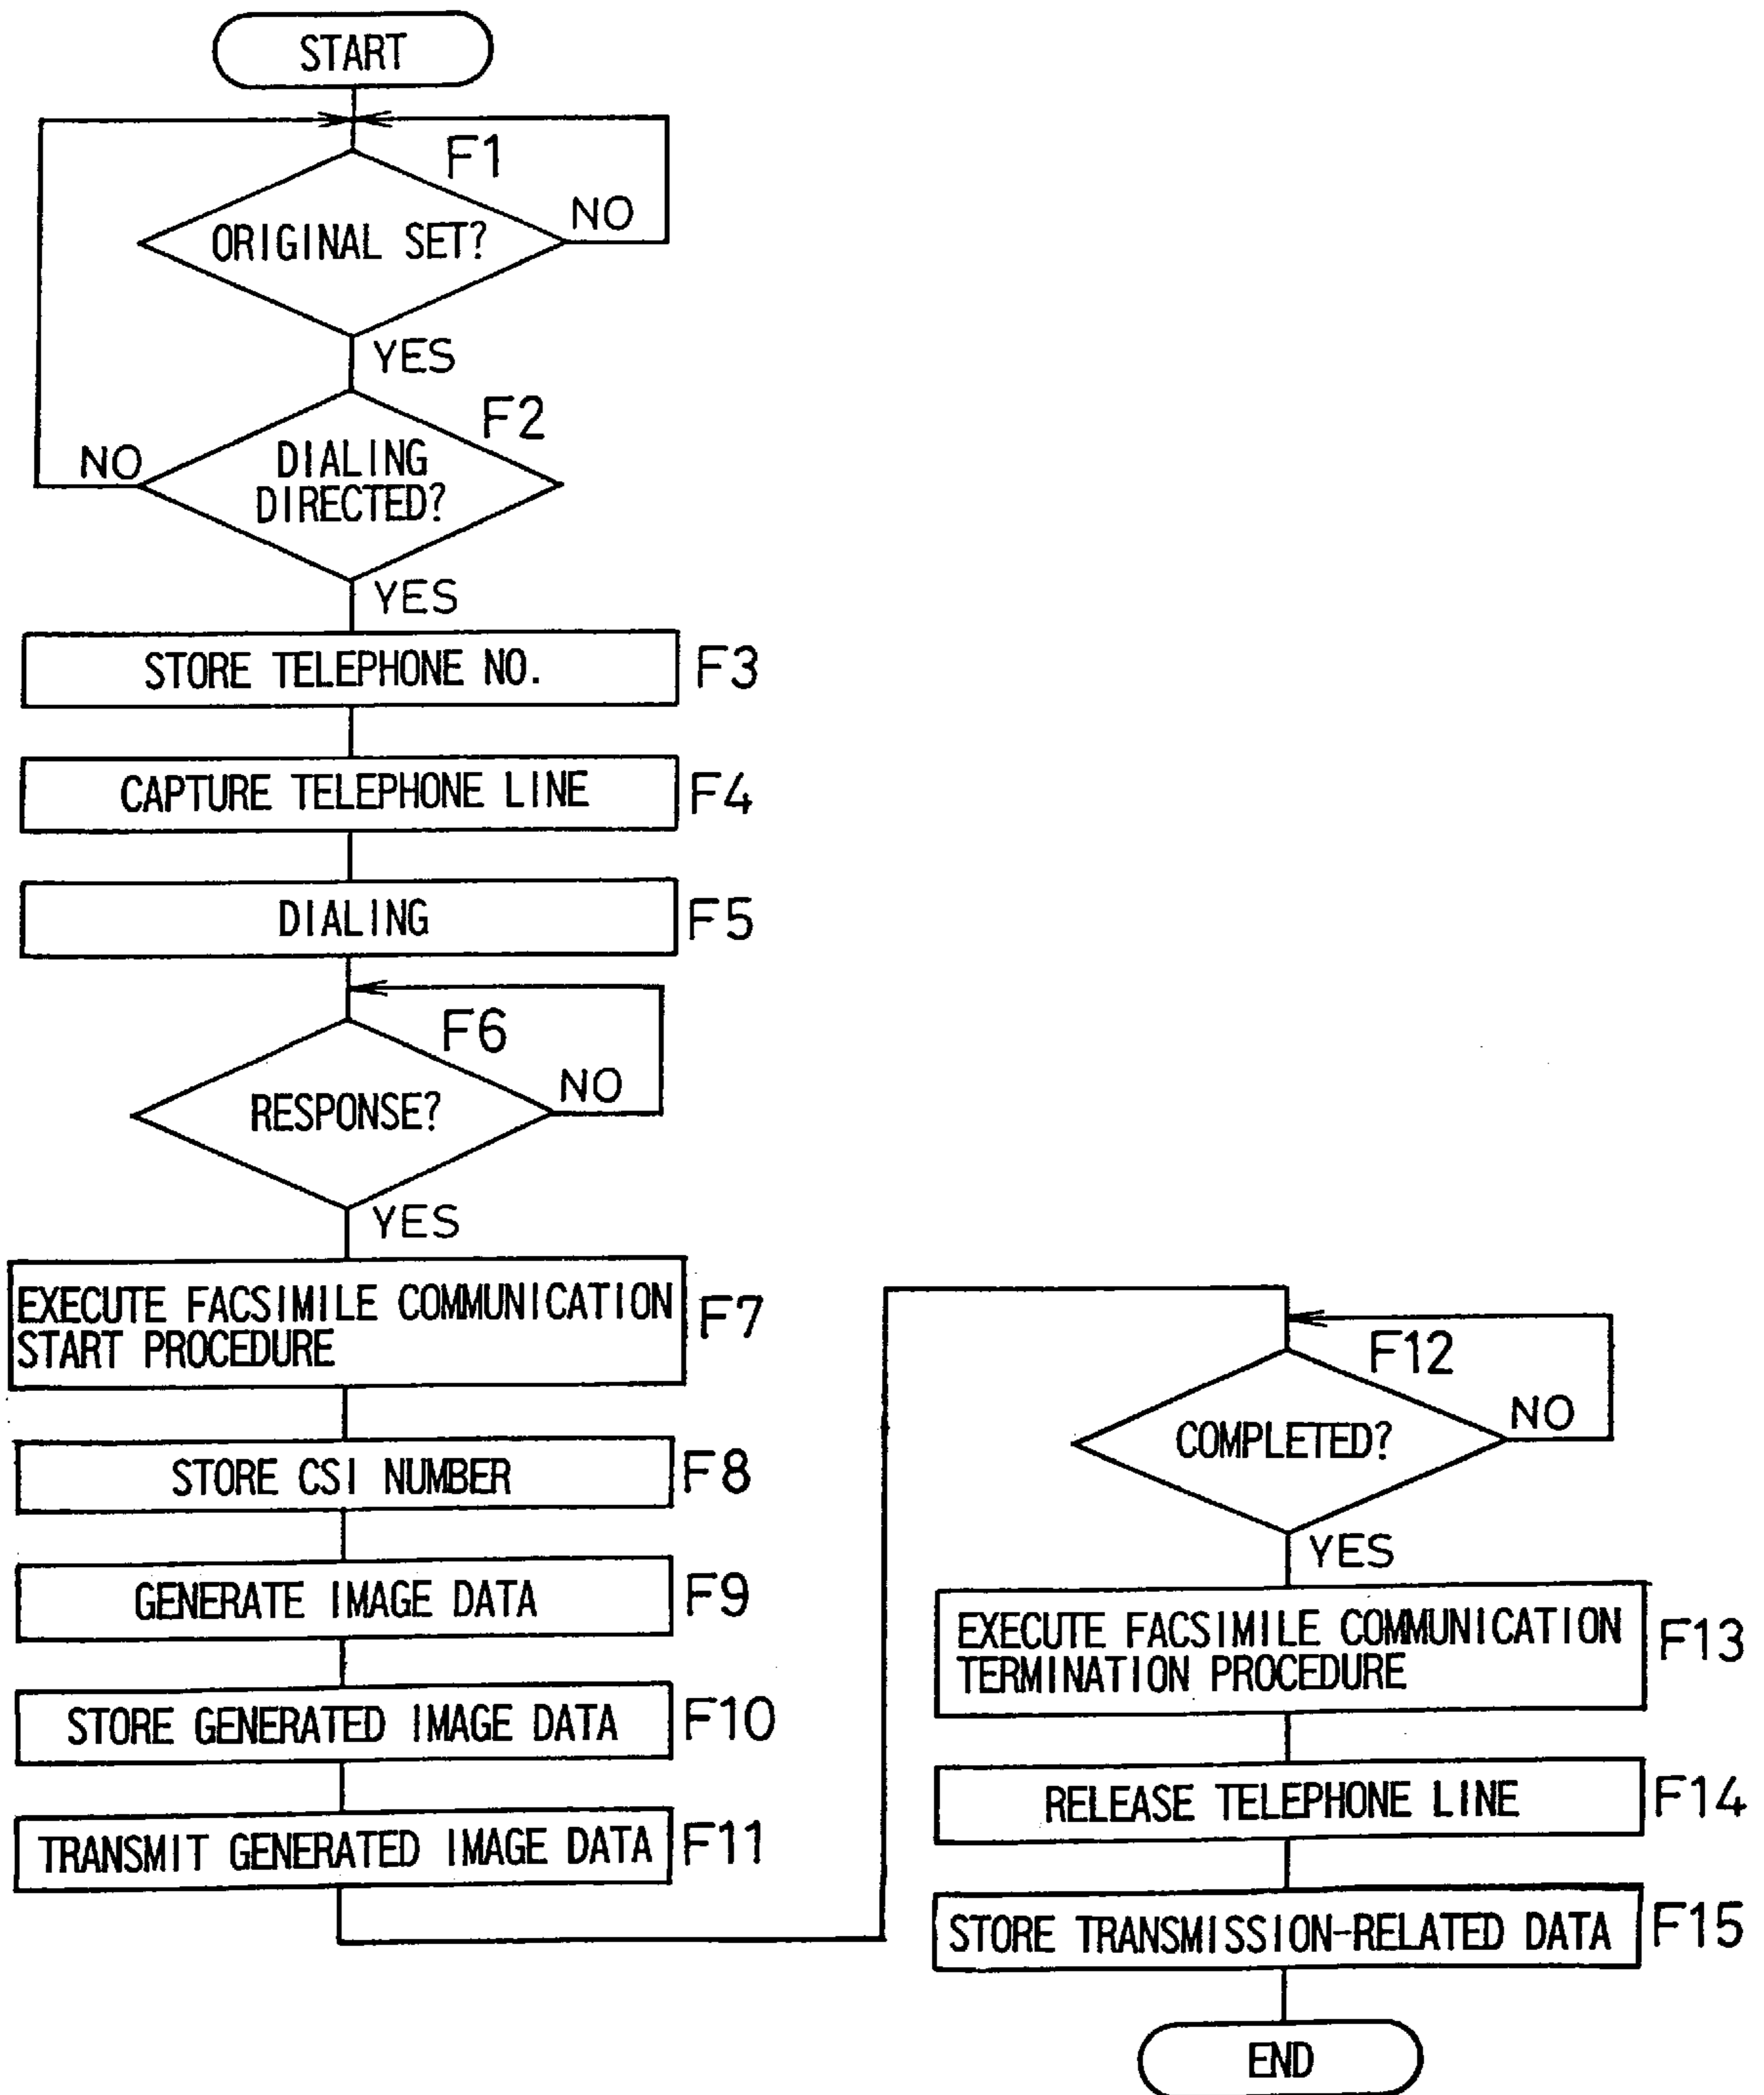 START
F1
ORIGINAL SET?
NO
YES
F2
NO
DIALING
DIRECTED?
YES
STORE TELEPHONE NO.
F3
CAPTURE TELEPHONE LINE
F4
DIALING
F5
F6
RESPONSE?
NO
YES
EXECUTE FACSIMILE COMMUNICATION
START PROCEDURE
F7
STORE CSI NUMBER
F8
GENERATE IMAGE DATA
F9
STORE GENERATED IMAGE DATA
F10
TRANSMIT GENERATED IMAGE DATA
F11
F12
COMPLETED?
NO
YES
EXECUTE FACSIMILE COMMUNICATION
TERMINATION PROCEDURE
F13
RELEASE TELEPHONE LINE
F14
STORE TRANSMISSION-RELATED DATA
F15
END